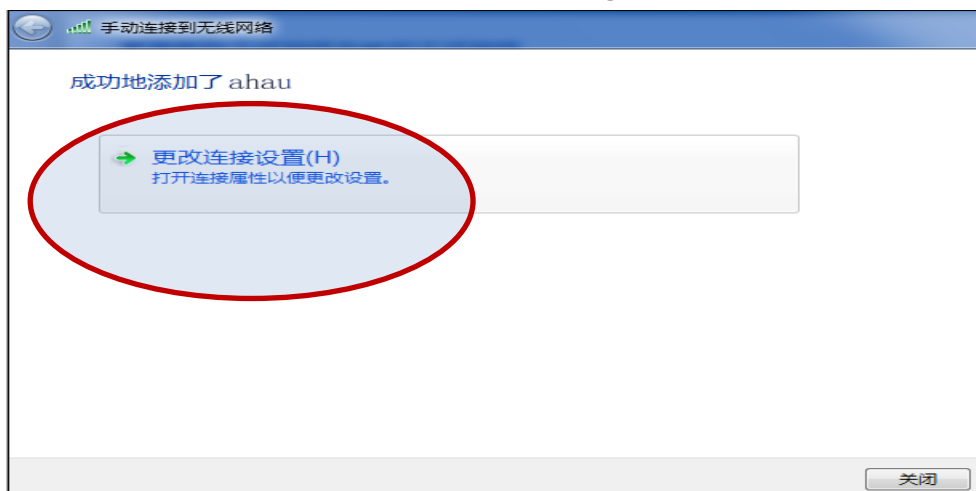 手动连接到无线网络
成功地添加了 ahau
更改连接设置(H)
打开连接属性以便更改设置。
关闭